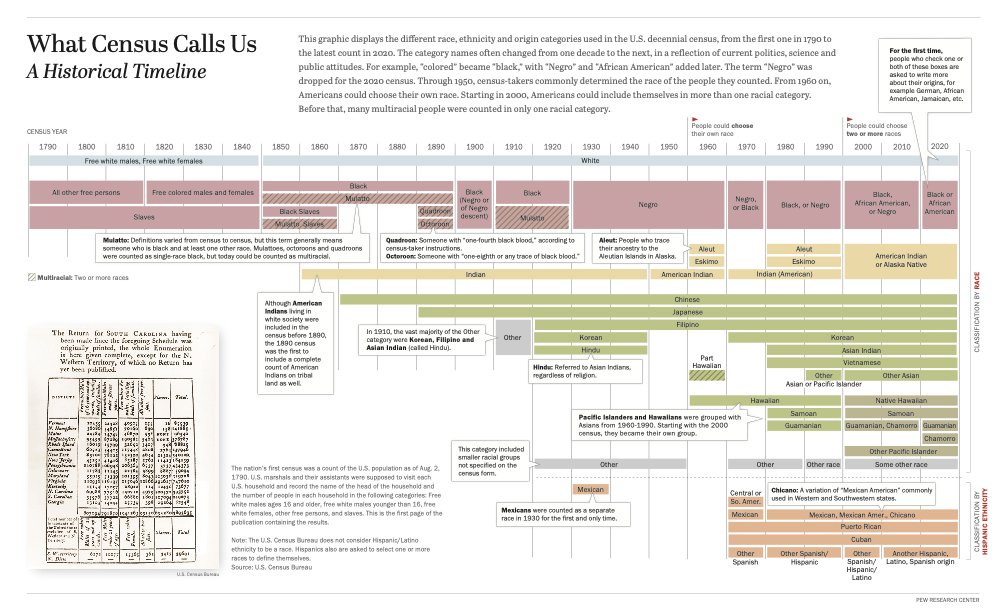 What Census Calls Us
A Historical Timeline
This graphic displays the different race, ethnicity and origin categories used in the U.S. decennial census, from the first one in 1790 to
the latest count in 2020. The category names often changed from one decade to the next, in a reflection of current politics, science and
public attitudes. For example, "colored" became "black," with "Negro" and "African American" added later. The term "Negro" was
dropped for the 2020 census. Through 1950, census-takers commonly determined the race of the people they counted. From 1960 on,
Americans could choose their own race. Starting in 2000, Americans could include themselves in more than one racial category.
Before that, many multiracial people were counted in only one racial category.
For the first time,
people who check one or
both of these boxes are
asked to write more
about their origins, for
example German, African
American, Jamaican, etc.
People could choose
their own race
People could choose
two or more races
CENSUS YEAR
1790 1800 1810 1820 1830 1840 1850 1860 1870 1880 1890 1900 1910 1920 1930 1940 1950 1960 1970 1980 1990 2000 2010 2020
Free white males, Free white females
White
All other free persons
Free colored males and females
Slaves
Black
Mulatto
Black Slaves
Mulatto Slaves
Quadroon
Octoroon
Black
(Negro or
of Negro
descent)
Black
Mulatto
Negro
Negro,
or Black
Black, or Negro
Black,
African American,
or Negro
Black or
African
American
Mulatto: Definitions varied from census to census, but this term generally means
someone who is black and at least one other race. Mulattoes, octoroons and quadroons
were counted as single-race black, but today could be counted as multiracial.
Quadroon: Someone with "one-fourth black blood," according to
census-taker instructions.
Octoroon: Someone with "one-eighth or any trace of black blood."
Aleut: People who trace
their ancestry to the
Aleutian Islands in Alaska.
Aleut
Eskimo
Aleut
Eskimo
American Indian
or Alaska Native
Multiracial: Two or more races
Indian
American Indian
Indian (American)
Although American
Indians living in
white society were
included in the
census before 1890,
the 1890 census
was the first to
include a complete
count of American
Indians on tribal
land as well.
Chinese
Japanese
Filipino
In 1910, the vast majority of the Other
category were Korean, Filipino and
Asian Indian (called Hindu).
Other
Korean
Hindu
Korean
Asian Indian
Vietnamese
Hindu: Referred to Asian Indians,
regardless of religion.
Part
Hawaiian
Other
Other Asian
Asian or Pacific Islander
Hawaiian
Native Hawaiian
Samoan
Samoan
Guamanian
Guamanian, Chamorro
Guamanian
Chamorro
Other Pacific Islander
Pacific Islanders and Hawaiians were grouped with
Asians from 1960-1990. Starting with the 2000
census, they became their own group.
This category included
smaller racial groups
not specified on the
census form.
Other
Other
Other race
Some other race
CLASSIFICATION BY RACE
Mexican
Mexicans were counted as a separate
race in 1930 for the first and only time.
Central or
So. Amer.
Chicano: A variation of "Mexican American" commonly
used in Western and Southwestern states.
Mexican
Mexican, Mexican Amer., Chicano
Puerto Rican
Cuban
Other
Spanish
Other Spanish/
Hispanic
Other
Spanish/
Hispanic/
Latino
Another Hispanic,
Latino, Spanish origin
CLASSIFICATION BY
HISPANIC ETHNICITY
The Return for SOUTH CAROLINA having
been made since the foregoing Schedule was
originally printed, the whole Enumeration
is here given complete, except for the N.
Western Territory, of which no Return has
yet been published.
DISTRICTS
Vermont
N. Hampshire
Maine
Massachusetts
Rhode Island
Connecticut
New York
New Jersey
Pennsylvania
Delaware
Maryland
Virginia
Kentucky
N. Carolina
S. Carolina
Georgia
Slaves. Total.
U.S. Census Bureau
The nation's first census was a count of the U.S. population as of Aug. 2,
1790. U.S. marshals and their assistants were supposed to visit each
U.S. household and record the name of the head of the household and
the number of people in each household in the following categories: Free
white males ages 16 and older, free white males younger than 16, free
white females, other free persons, and slaves. This is the first page of the
publication containing the results.
Note: The U.S. Census Bureau does not consider Hispanic/Latino
ethnicity to be a race. Hispanics also are asked to select one or more
races to define themselves.
Source: U.S. Census Bureau
PEW RESEARCH CENTER